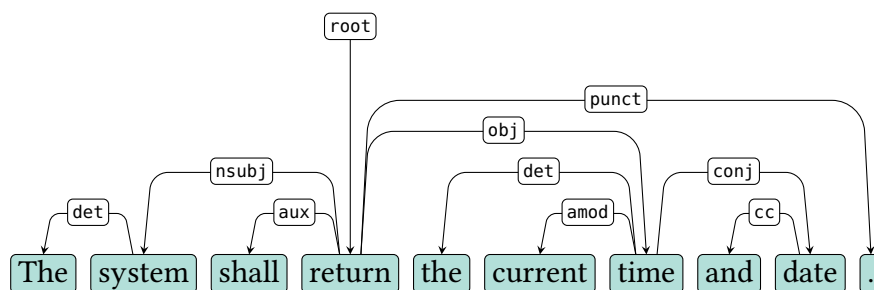 root
punct
obj
nsubj det conj
det aux amod cc
The system shall return the current time and date .